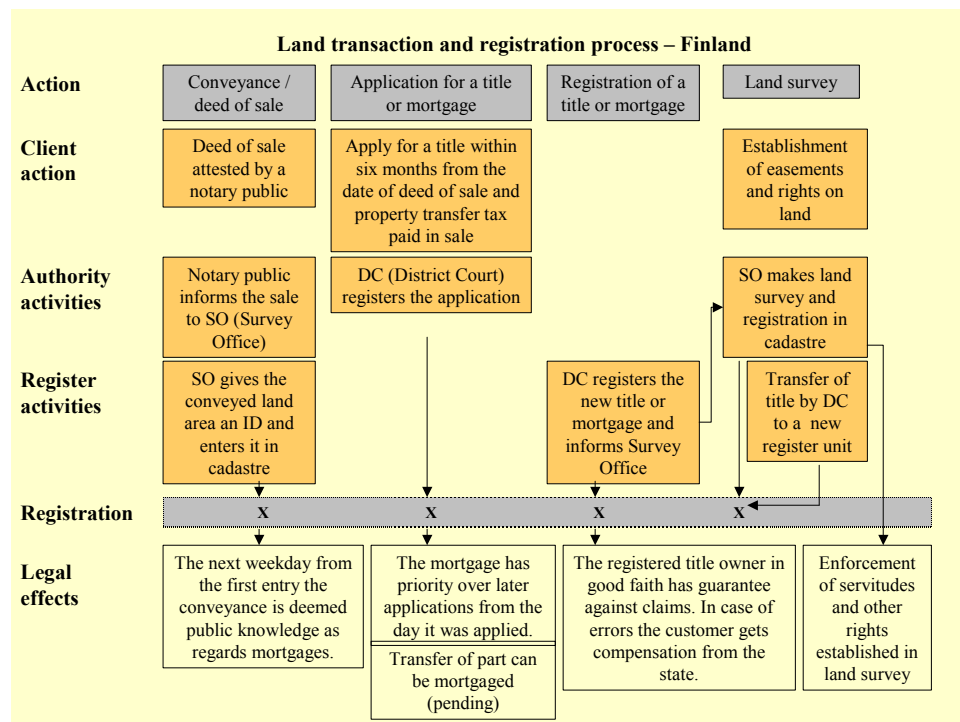 Land transaction and registration process – Finland
Action
Conveyance /
deed of sale
Application for a title
or mortgage
Registration of a
title or mortgage
Land survey
Client
action
Deed of sale
attested by a
notary public
Apply for a title within
six months from the
date of deed of sale and
property transfer tax
paid in sale
Establishment
of easements
and rights on
land
Authority
activities
Notary public
informs the sale
to SO (Survey
Office)
DC (District Court)
registers the application
SO makes land
survey and
registration in
cadastre
Register
activities
SO gives the
conveyed land
area an ID and
enters it in
cadastre
DC registers the
new title or
mortgage and
informs Survey
Office
Transfer of
title by DC
to a new
register unit
Registration
X
X
X
X
Legal
effects
The next weekday from
the first entry the
conveyance is deemed
public knowledge as
regards mortgages.
The mortgage has
priority over later
applications from the
day it was applied.
Transfer of part can
be mortgaged
(pending)
The registered title owner in
good faith has guarantee
against claims. In case of
errors the customer gets
compensation from the
state.
Enforcement
of servitudes
and other
rights
established in
land survey